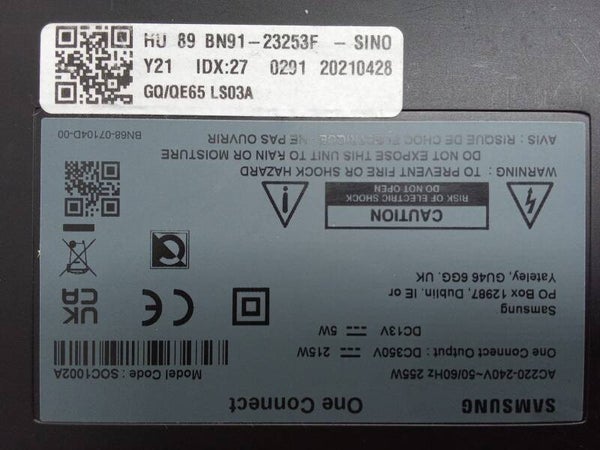 HU 89 BN91-23253F - SINO
Y21 IDX:27 0291 20210428
GQ/QE65 LS03A
SAMSUNG One Connect
AC220-240V~50/60Hz 255W
One Connect Output : DC350V ⎓ 215W
DC13V ⎓ 5W
Model Code : SOC1002A
Samsung
PO Box 12987, Dublin. IE or
Yateley, GU46 6GG. UK
CE
UK
CA
CAUTION
RISK OF ELECTRIC SHOCK
DO NOT OPEN
WARNING : TO PREVENT FIRE OR SHOCK HAZARD
DO NOT EXPOSE THIS UNIT TO RAIN OR MOISTURE
AVIS : RISQUE DE CHOC ELECTRIQUE - NE PAS OUVRIR
BN68-07104D-00